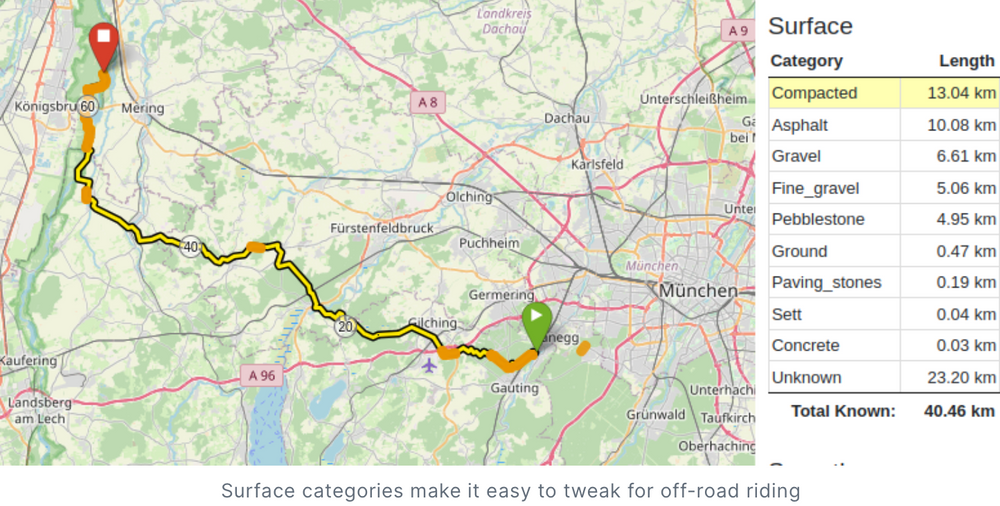 Landkreis
Dachau
A 9
Königsbru
60
Mering
A 8
Unterschleißheim
Dachau
Ga
bei
Karlsfeld
Olching
Unter
40
Fürstenfeldbruck
Puchheim
München
München
Germering
20
Gilching
anegg
Kaufering
A 96
Gauting
Landsberg
am Lech
Unterhachi
Grünwald
Taufkirch
Oberhaching
Surface
Category Length
Compacted 13.04 km
Asphalt 10.08 km
Gravel 6.61 km
Fine_gravel 5.06 km
Pebblestone 4.95 km
Ground 0.47 km
Paving_stones 0.19 km
Sett 0.04 km
Concrete 0.03 km
Unknown 23.20 km
Total Known: 40.46 km
Surface categories make it easy to tweak for off-road riding